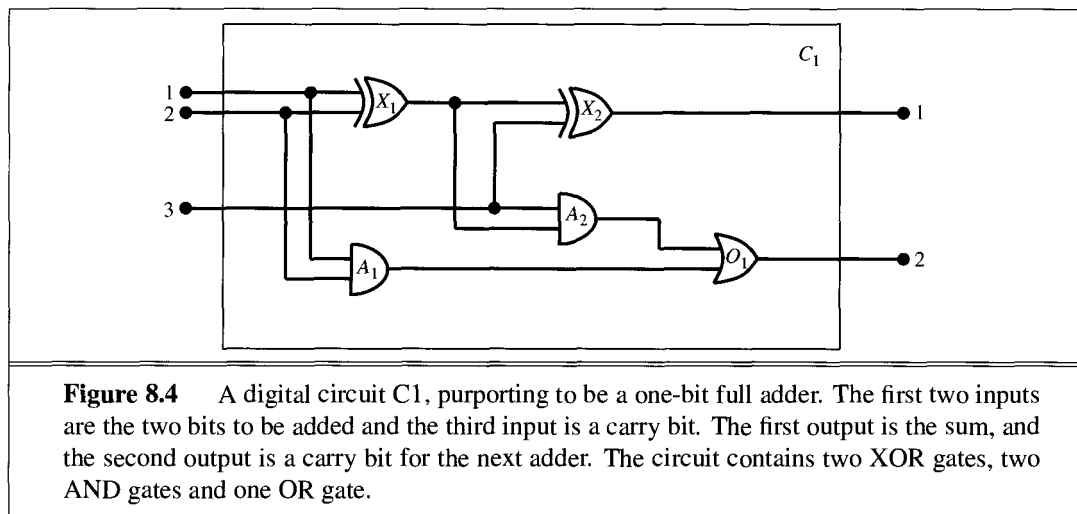 C₁
1
2
X₁
X₂
1
3
A₂
A₁
O₁
2
Figure 8.4 A digital circuit C1, purporting to be a one-bit full adder. The first two inputs
are the two bits to be added and the third input is a carry bit. The first output is the sum, and
the second output is a carry bit for the next adder. The circuit contains two XOR gates, two
AND gates and one OR gate.